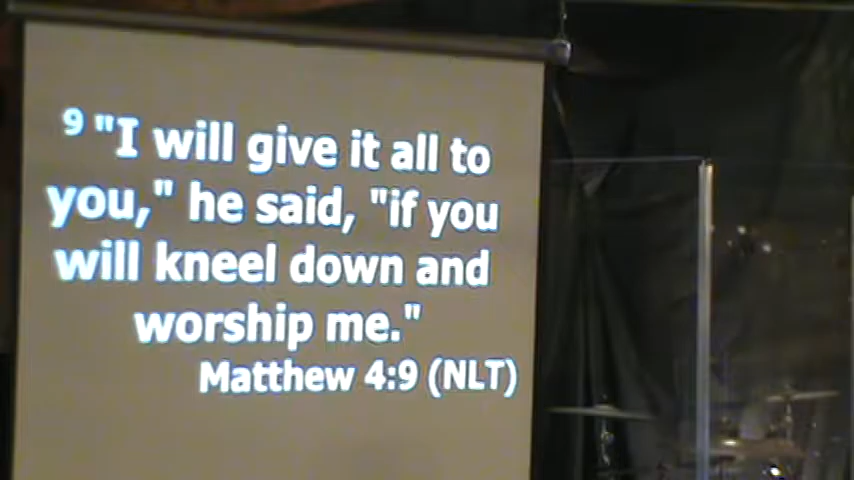 9 "I will give it all to
you," he said, "if you
will kneel down and
worship me."
Matthew 4:9 (NLT)